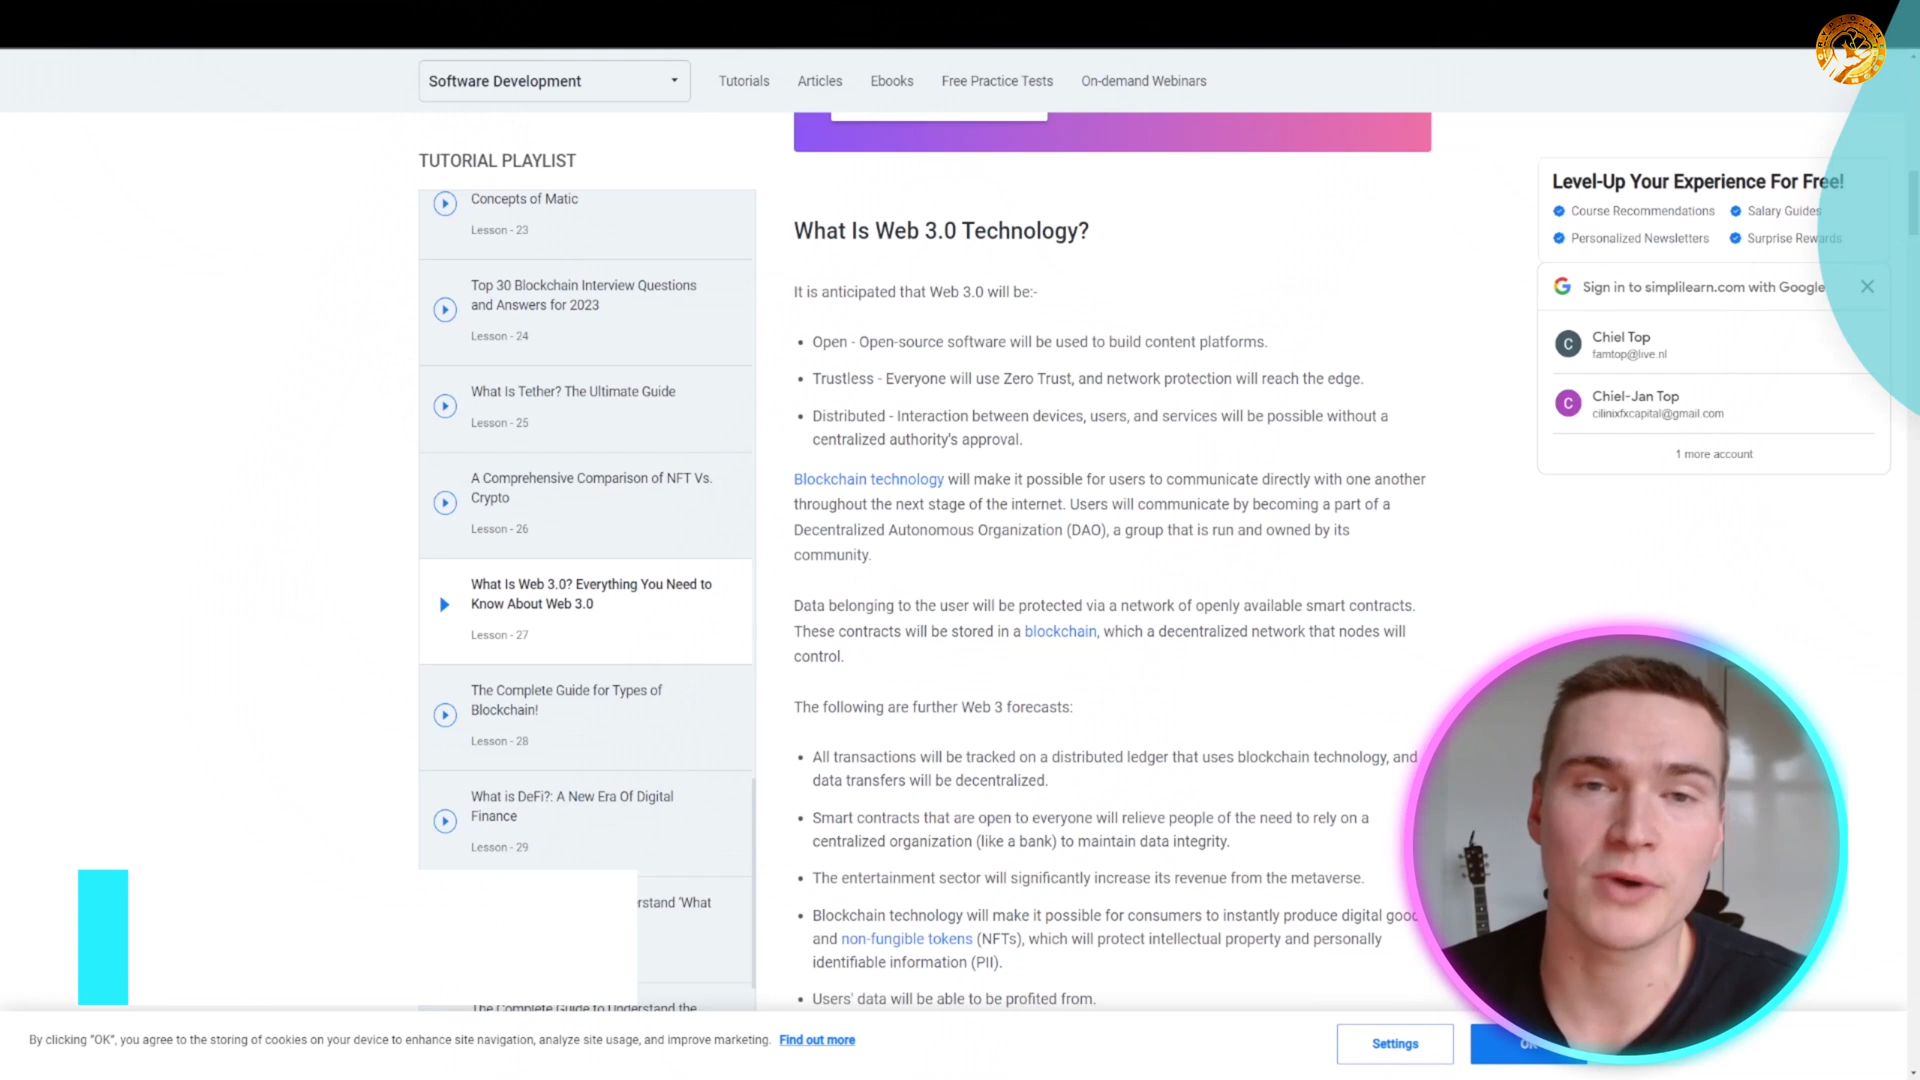 Software Development
Tutorials
Articles
Ebooks
Free Practice Tests
On-demand Webinars
TUTORIAL PLAYLIST
Concepts of Matic
Lesson - 23
Top 30 Blockchain Interview Questions
and Answers for 2023
Lesson - 24
What Is Tether? The Ultimate Guide
Lesson - 25
A Comprehensive Comparison of NFT Vs.
Crypto
Lesson - 26
What Is Web 3.0? Everything You Need to
Know About Web 3.0
Lesson - 27
The Complete Guide for Types of
Blockchain!
Lesson - 28
What is DeFi?: A New Era Of Digital
Finance
Lesson - 29
rstand 'What
The Complete Guide to Understand the
What Is Web 3.0 Technology?
It is anticipated that Web 3.0 will be:-
• Open - Open-source software will be used to build content platforms.
• Trustless - Everyone will use Zero Trust, and network protection will reach the edge.
• Distributed - Interaction between devices, users, and services will be possible without a
centralized authority's approval.
Blockchain technology will make it possible for users to communicate directly with one another
throughout the next stage of the internet. Users will communicate by becoming a part of a
Decentralized Autonomous Organization (DAO), a group that is run and owned by its
community.
Data belonging to the user will be protected via a network of openly available smart contracts.
These contracts will be stored in a blockchain, which a decentralized network that nodes will
control.
The following are further Web 3 forecasts:
• All transactions will be tracked on a distributed ledger that uses blockchain technology, and
data transfers will be decentralized.
• Smart contracts that are open to everyone will relieve people of the need to rely on a
centralized organization (like a bank) to maintain data integrity.
• The entertainment sector will significantly increase its revenue from the metaverse.
• Blockchain technology will make it possible for consumers to instantly produce digital good
and non-fungible tokens (NFTs), which will protect intellectual property and personally
identifiable information (PII).
• Users' data will be able to be profited from.
Level-Up Your Experience For Free!
Course Recommendations
Salary Guides
Personalized Newsletters
Surprise Rewards
Sign in to simplilearn.com with Google
C
Chiel Top
famtop@live.nl
C
Chiel-Jan Top
cilinixfxcapital@gmail.com
1 more account
By clicking "OK", you agree to the storing of cookies on your device to enhance site navigation, analyze site usage, and improve marketing. Find out more
Settings